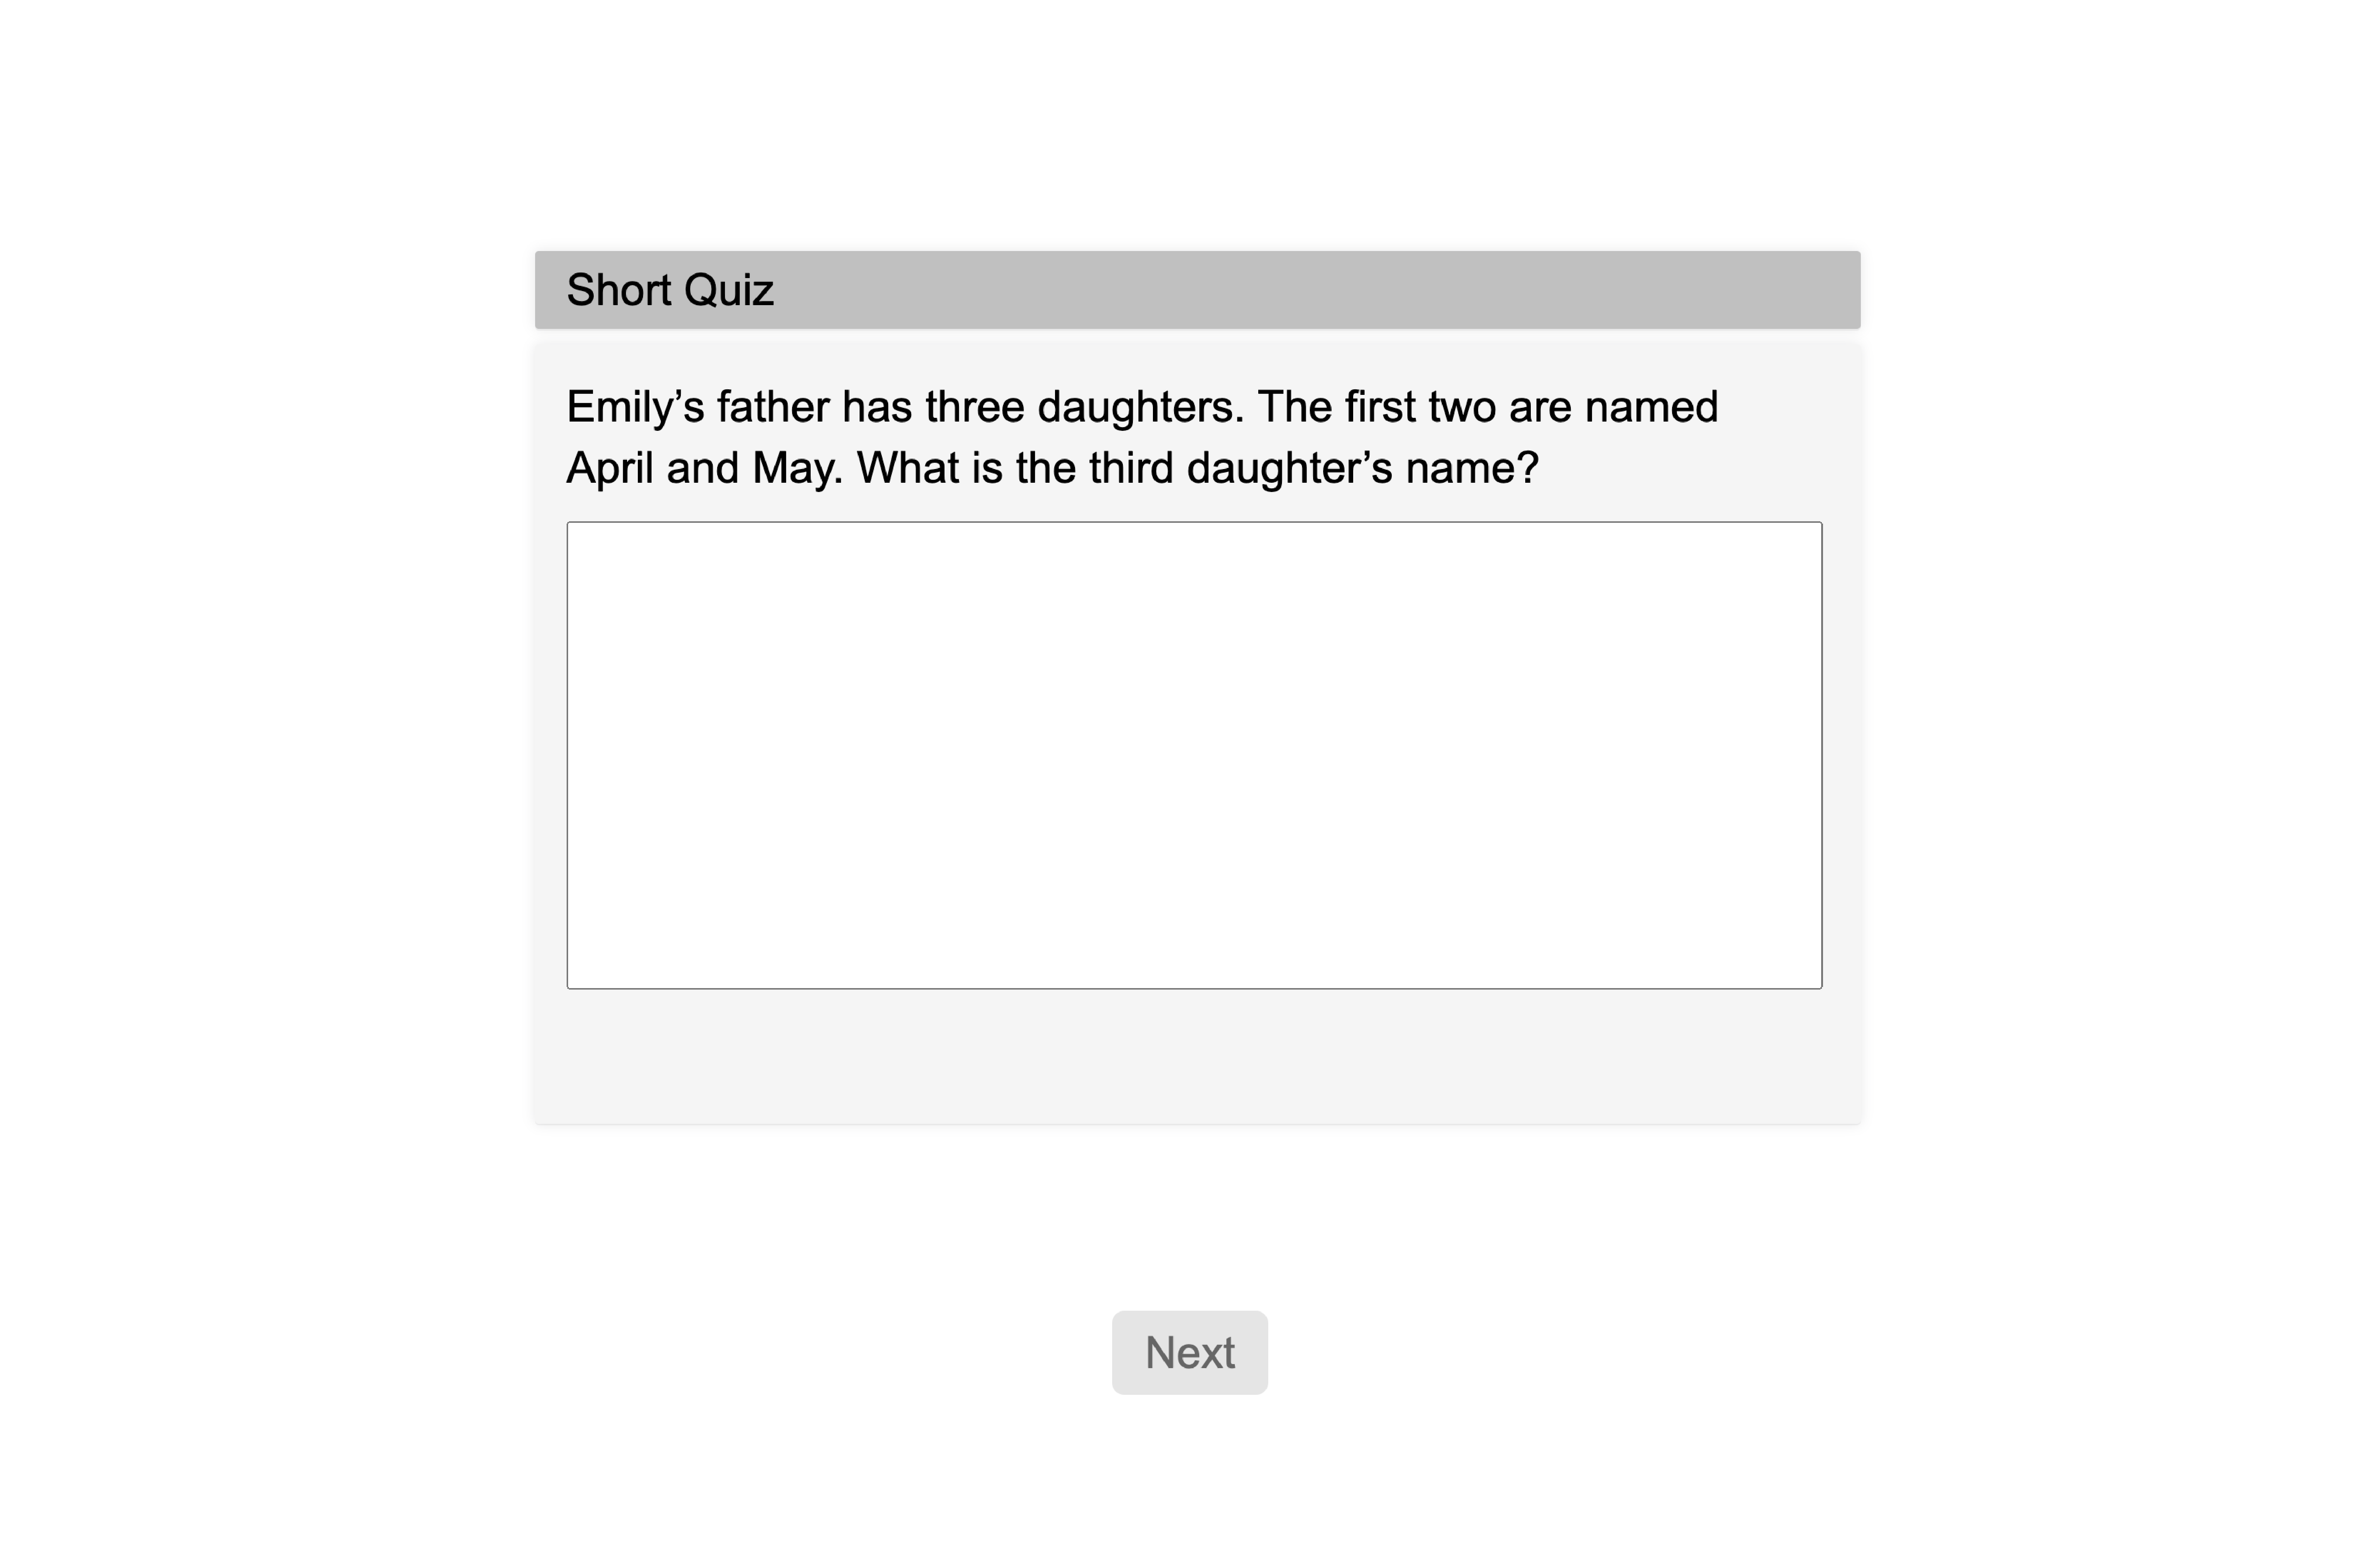 Short Quiz
Emily’s father has three daughters. The first two are named
April and May. What is the third daughter’s name?
Next